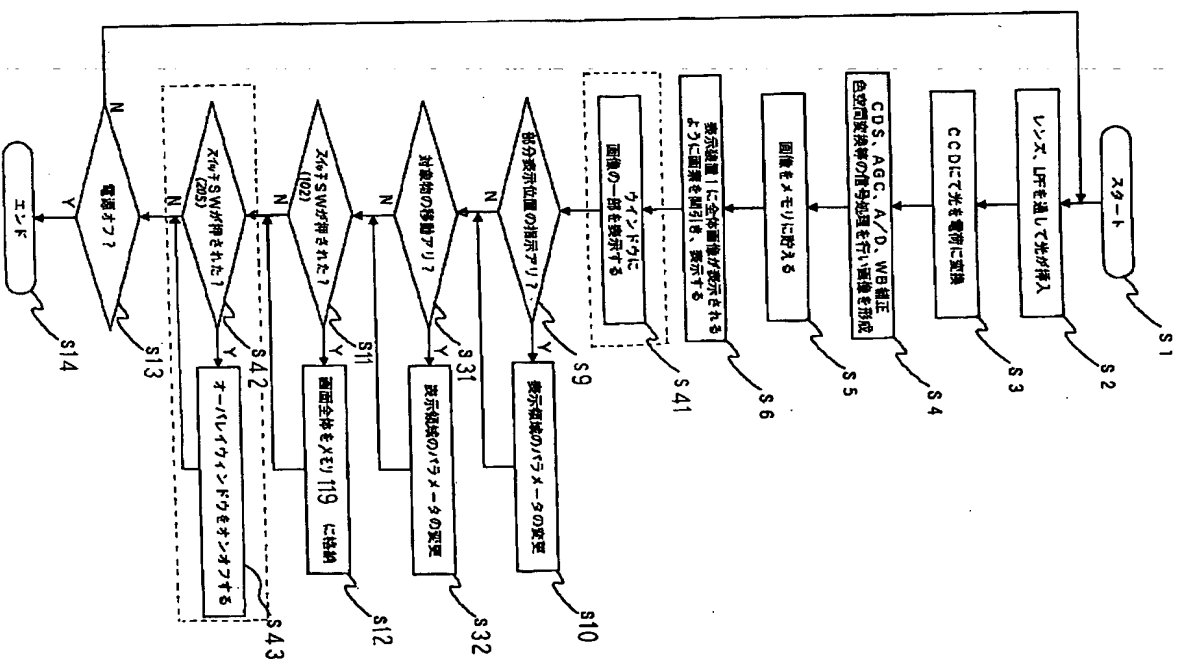 スタート
S1
レンズ、LPFを通して光が挿入
S2
CCDにて光を電荷に変換
S3
CDS、AGC、A/D、WB補正
色空間変換等の信号処理を行い画像を形成
S4
画像をメモリに貯える
S5
表示装置1に全体画像が表示される
ように画素を間引き、表示する
S6
ウインドウに
画像の一部を表示する
S41
部分表示位置の指示アリ?
S9
Y
N
表示領域のパラメータの変更
S10
対象物の移動アリ?
S31
Y
N
表示領域のパラメータの変更
S32
スイッチSWが押された?
(102)
S11
Y
N
画面全体をメモリ119に格納
S12
スイッチSWが押された?
(205)
S42
Y
N
オーバレイウィンドウをオンオフする
S43
電源オフ?
S13
N
Y
エンド
S14